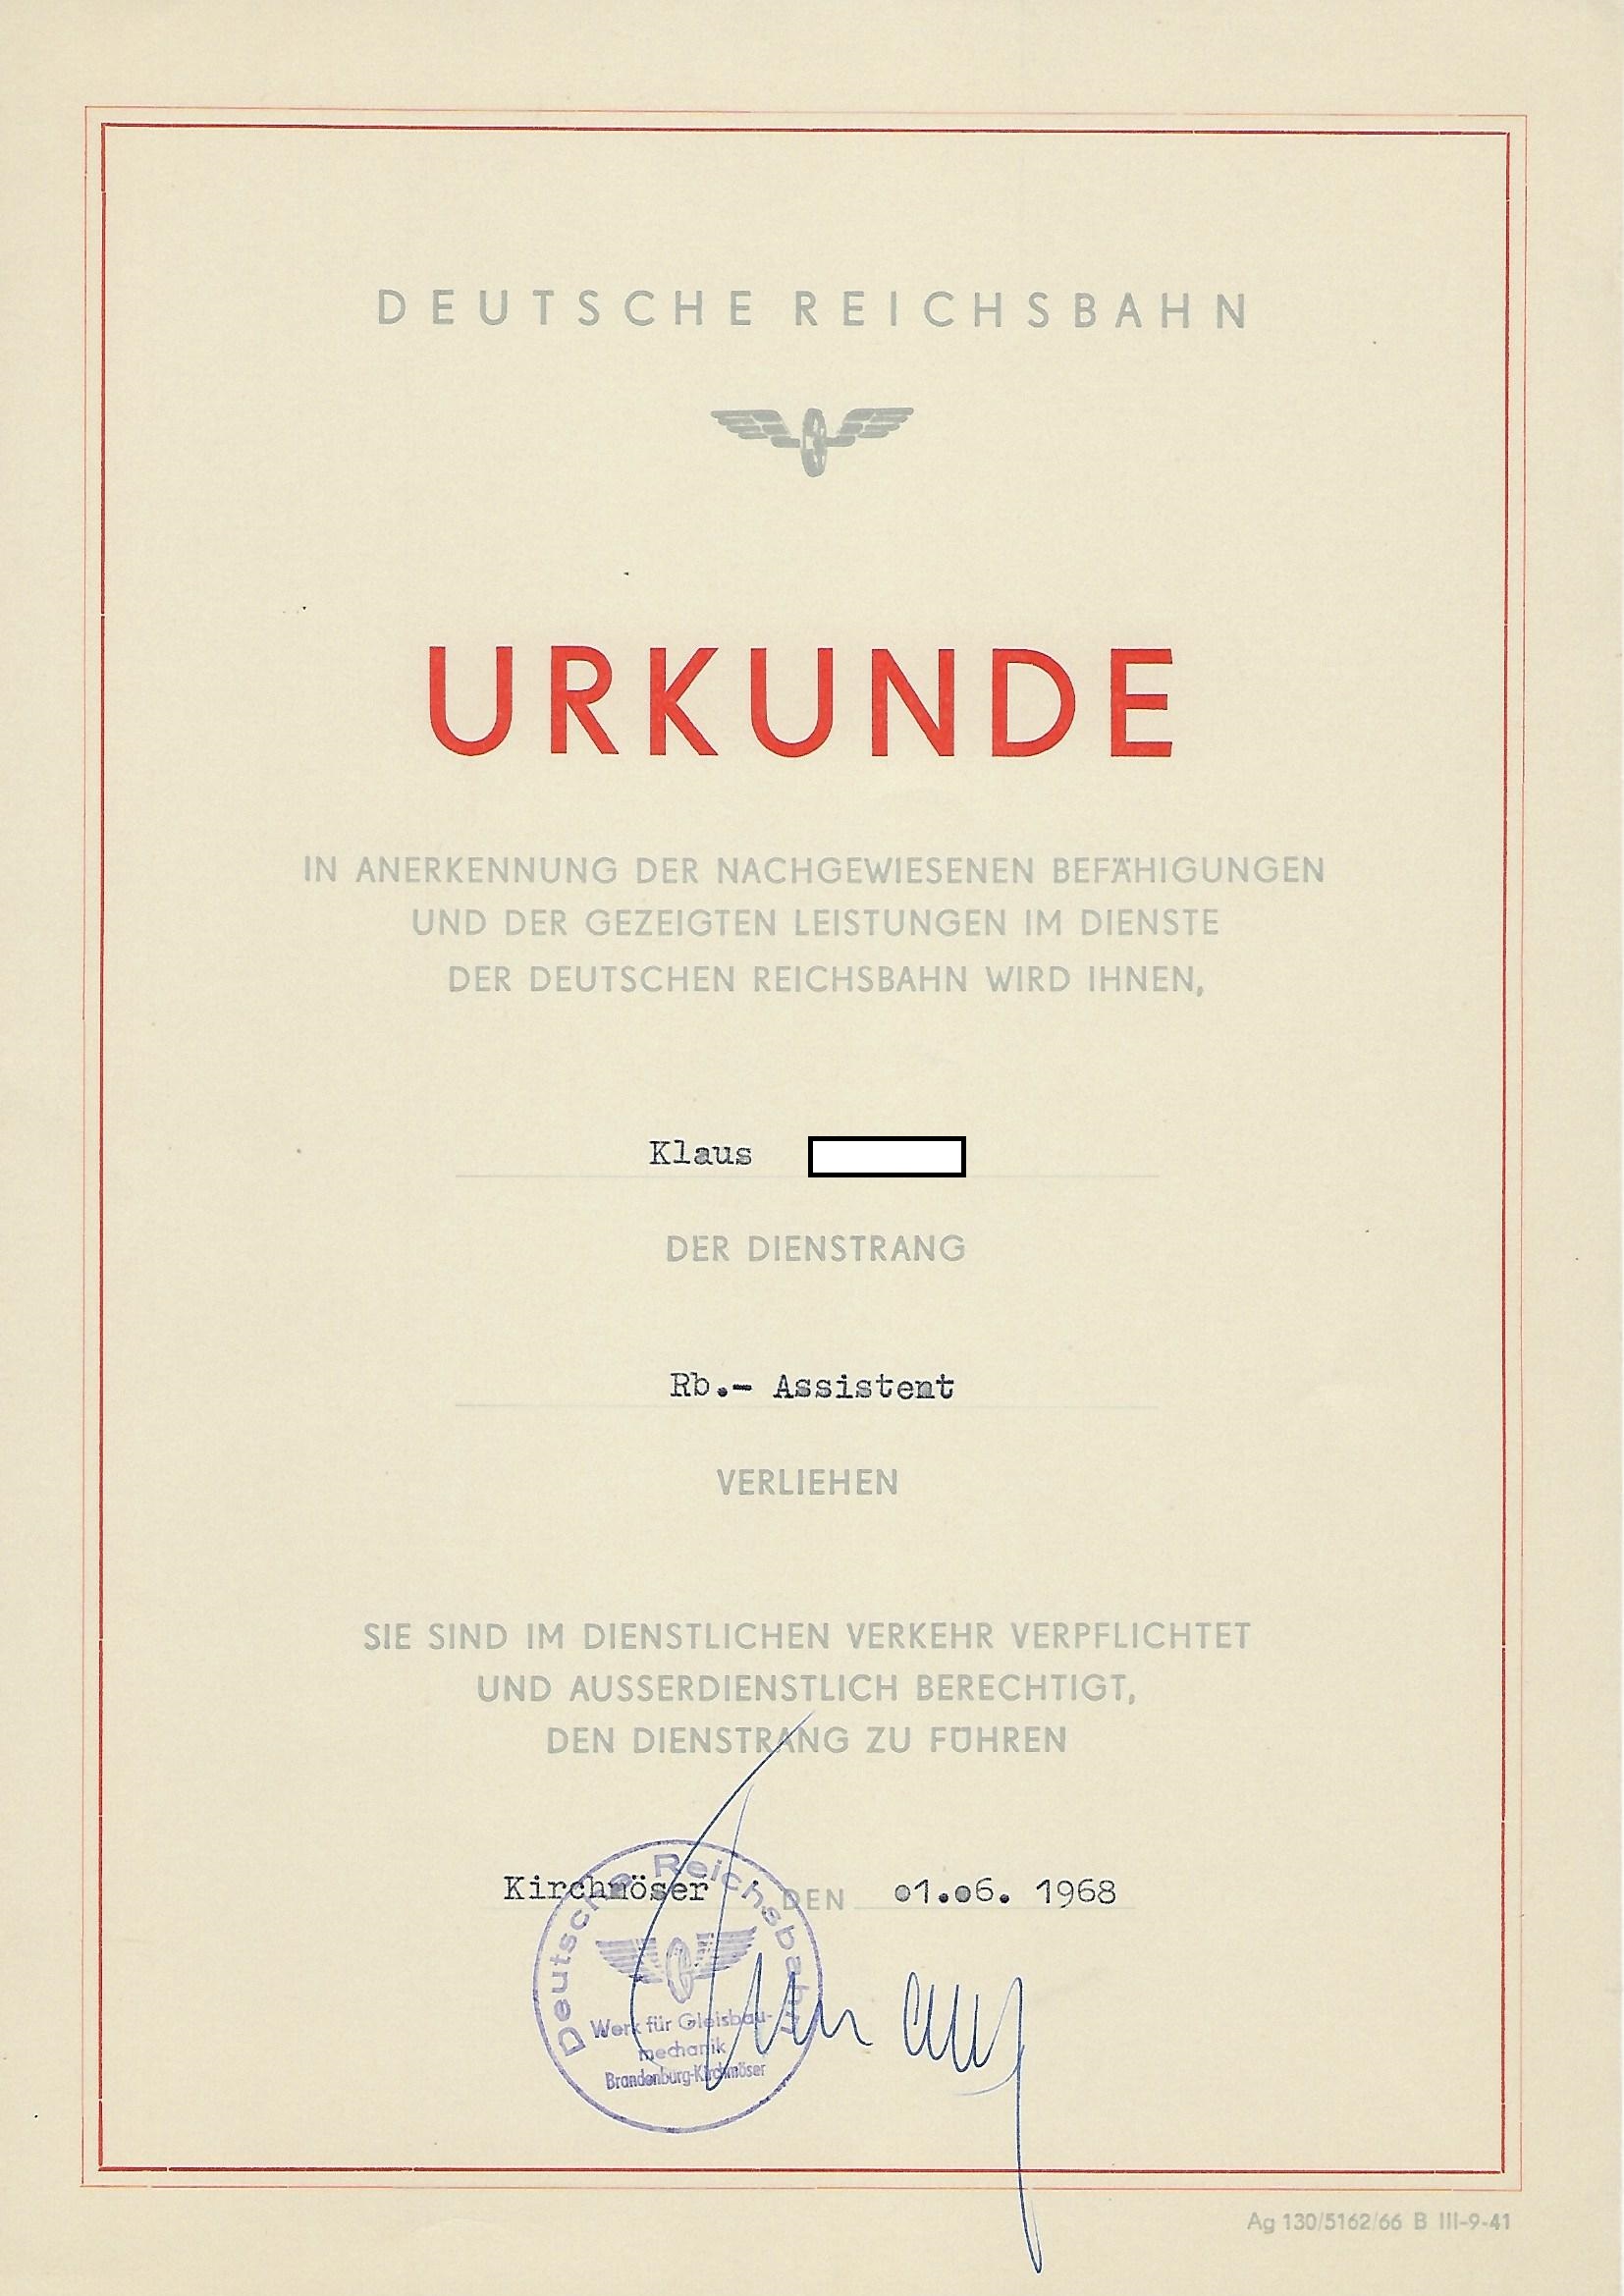 DEUTSCHE REICHSBAHN
URKUNDE
IN ANERKENNUNG DER NACHGEWIESENEN BEFÄHIGUNGEN
UND DER GEZEIGTEN LEISTUNGEN IM DIENSTE
DER DEUTSCHEN REICHSBAHN WIRD IHNEN,
Klaus
DER DIENSTRANG
Rb.- Assistent
VERLIEHEN
SIE SIND IM DIENSTLICHEN VERKEHR VERPFLICHTET
UND AUSSERDIENSTLICH BERECHTIGT,
DEN DIENSTRANG ZU FÜHREN
Kirchmöser, DEN 01.06. 1968
Deutsche Reichsbahn
Werk für Gleisbau-
mechanik
Brandenburg-Kirchmöser
Ag 130/5162/66 B III-9-41